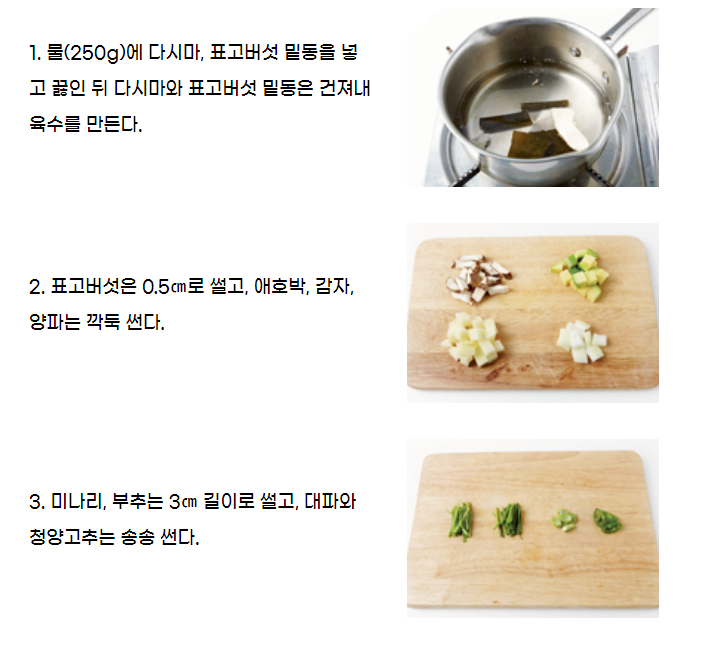 1. 물(250g)에 다시마, 표고버섯 밑동을 넣
고 끓인 뒤 다시마와 표고버섯 밑동은 건져내
육수를 만든다.
2. 표고버섯은 0.5㎝로 썰고, 애호박, 감자,
양파는 깍둑 썬다.
3. 미나리, 부추는 3㎝ 길이로 썰고, 대파와
청양고추는 송송 썬다.